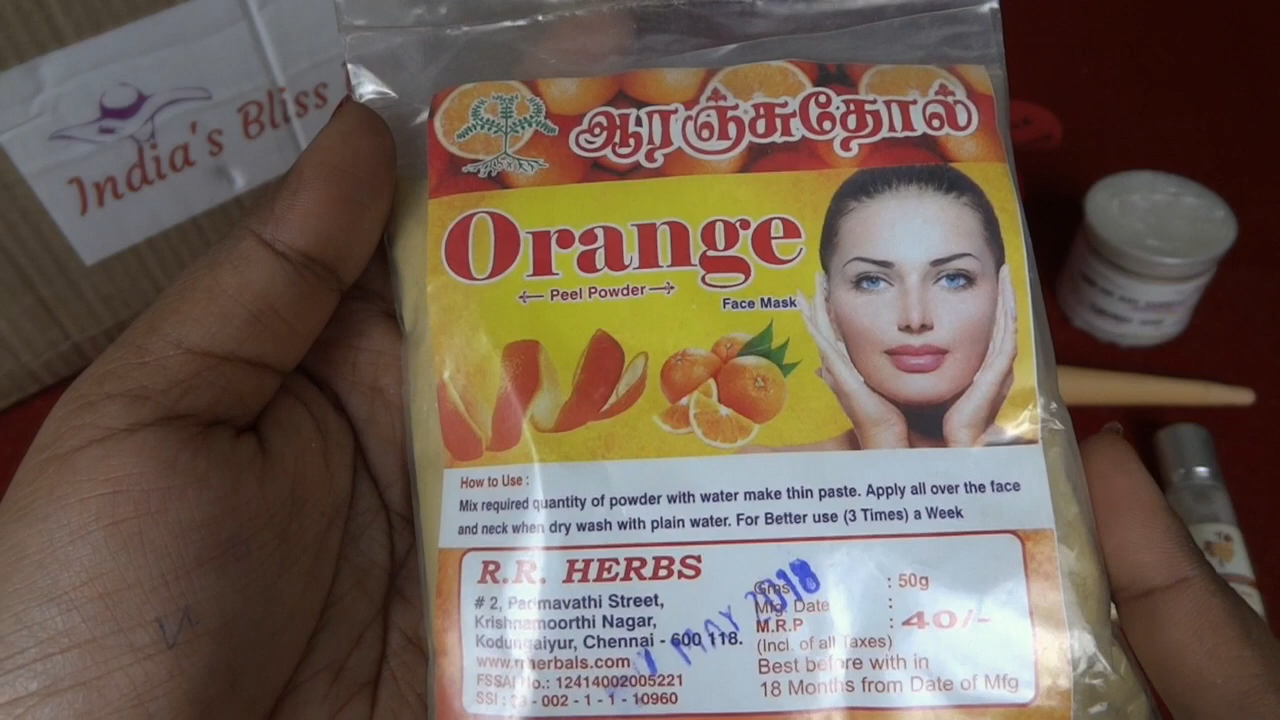 India's Bliss
ஆரஞ்சுதோல்
Orange
Peel Powder
Face Mask
How to Use :
Mix required quantity of powder with water make thin paste. Apply all over the face
and neck when dry wash with plain water. For Better use (3 Times) a Week
R.R. HERBS
# 2, Padmavathi Street,
Krishnamoorthi Nagar,
Kodungaiyur, Chennai - 600 118.
www.rrherbals.com
FSSAI No.: 12414002005221
SSI : - 002 - 1 - 1 - 10960
Gms : 50g
Mfg. Date :
MAY 2018
M.R.P : 40/-
(Incl. of all Taxes)
Best before with in
18 Months from Date of Mfg